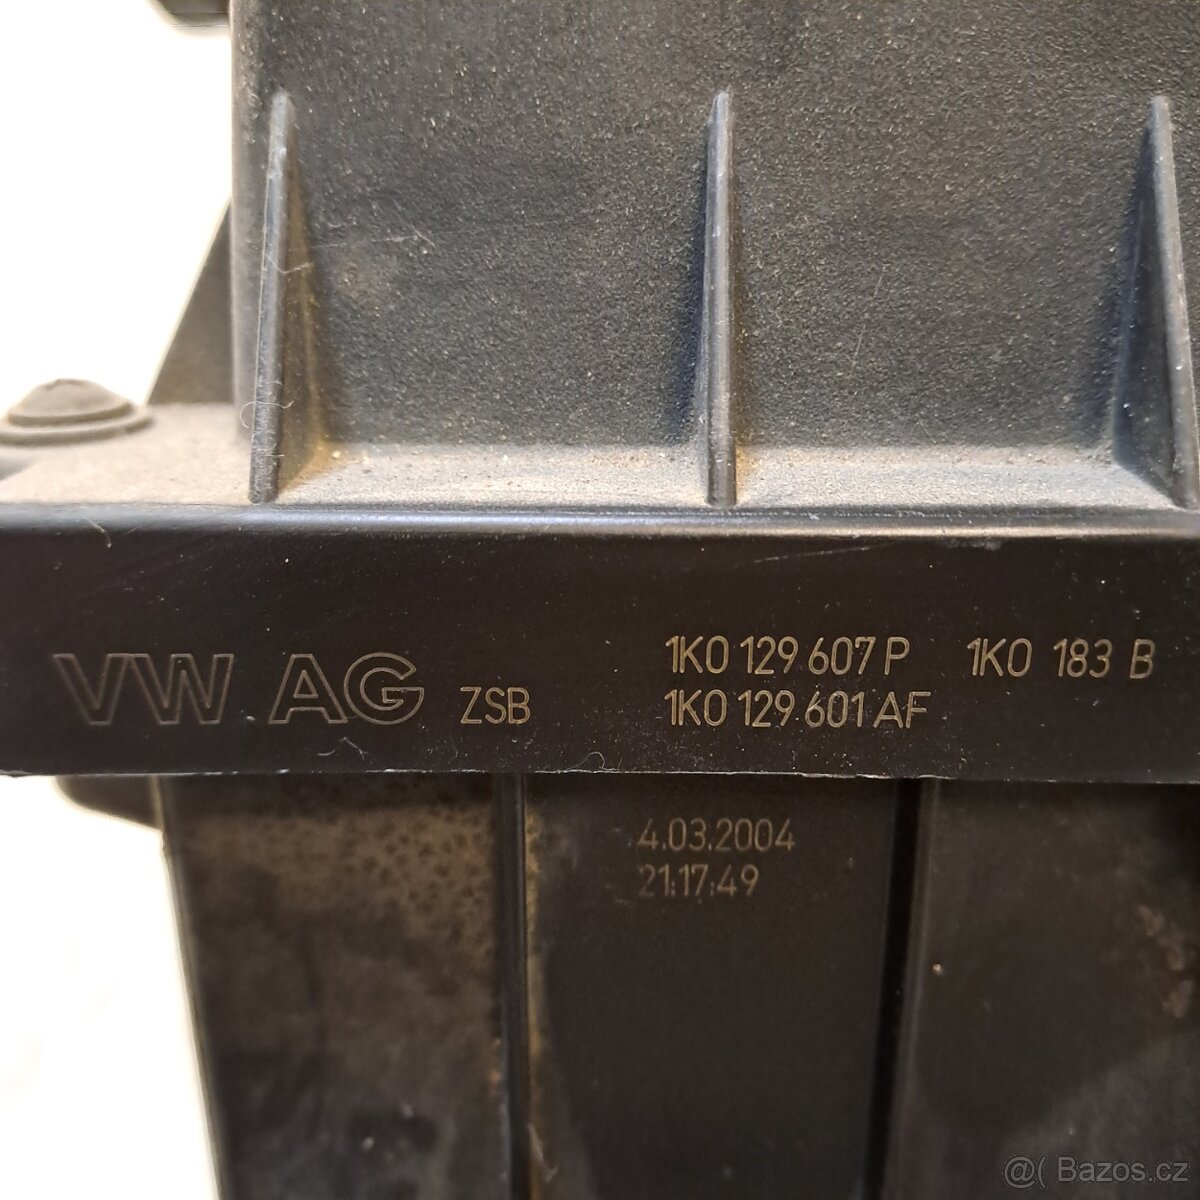 VW AG ZSB
1K0 129 607 P 1K0 183 B
1K0 129 601 AF
4.03.2004
21:17:49
@( Bazos.cz